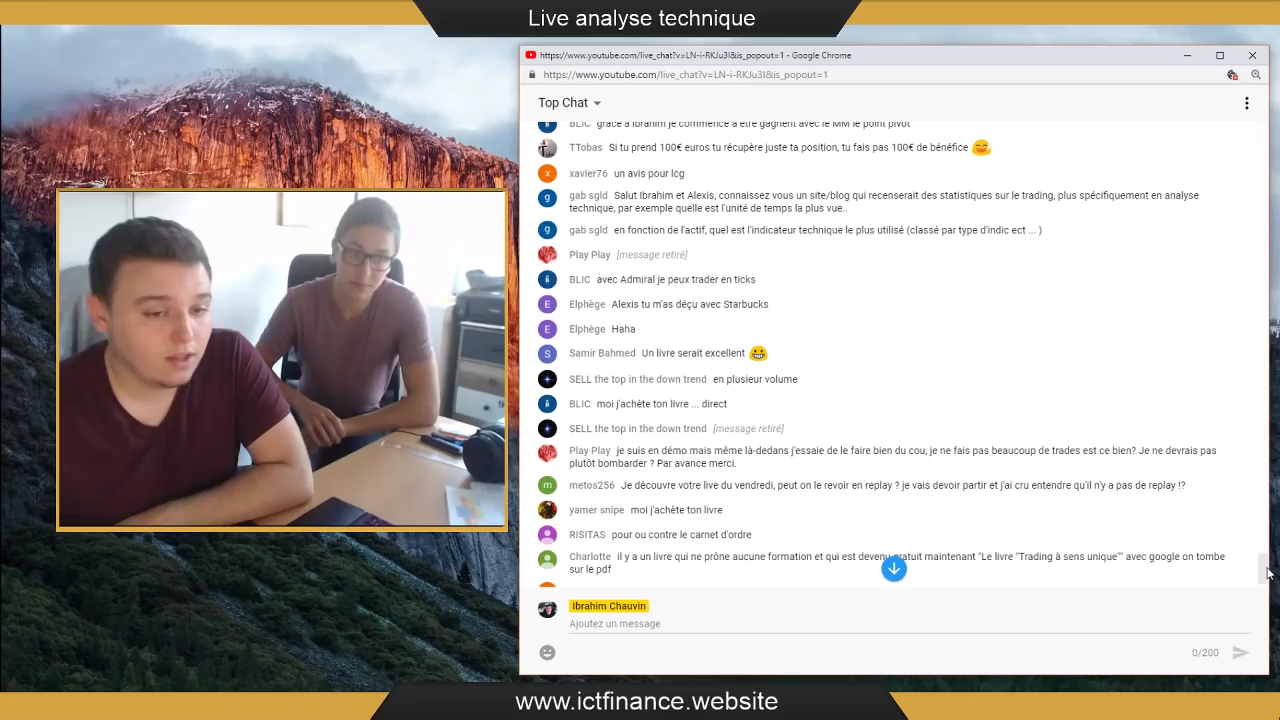 Live analyse technique
https://www.youtube.com/live_chat?v=LN-i-RKJu3I&is_popout=1 - Google Chrome
https://www.youtube.com/live_chat?v=LN-i-RKJu3I&is_popout=1
Top Chat
BLIC grâce à Ibrahim je commence à être gagnent avec le MM le point pivot
TTobas Si tu prend 100€ euros tu récupère juste ta position, tu fais pas 100€ de bénéfice
x xavier76 un avis pour lcg
g gab sgld Salut Ibrahim et Alexis, connaissez vous un site/blog qui recenserait des statistiques sur le trading, plus spécifiquement en analyse
technique, par exemple quelle est l'unité de temps la plus vue..
g gab sgld en fonction de l'actif, quel est l'indicateur technique le plus utilisé (classé par type d'indic ect ... )
Play Play [message retiré]
BLIC avec Admiral je peux trader en ticks
E Elphège Alexis tu m'as déçu avec Starbucks
E Elphège Haha
S Samir Bahmed Un livre serait excellent
SELL the top in the down trend en plusieur volume
BLIC moi j'achète ton livre ... direct
SELL the top in the down trend [message retiré]
Play Play je suis en démo mais même là-dedans j'essaie de le faire bien du cou, je ne fais pas beaucoup de trades est ce bien? Je ne devrais pas
plutôt bombarder ? Par avance merci.
m metos256 Je découvre votre live du vendredi, peut on le revoir en replay ? je vais devoir partir et j'ai cru entendre qu'il n'y a pas de replay !?
yamer snipe moi j'achète ton livre
RISITAS pour ou contre le carnet d'ordre
Charlotte il y a un livre qui ne prône aucune formation et qui est devenu gratuit maintenant "Le livre "Trading à sens unique"" avec google on tombe
sur le pdf
Ibrahim Chauvin
Ajoutez un message
0/200
www.ictfinance.website